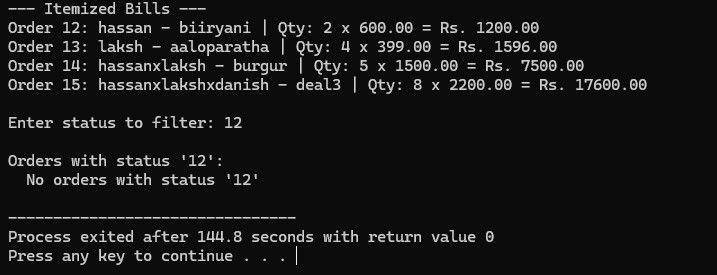 --- Itemized Bills ---
Order 12: hassan - biiryani | Qty: 2 x 600.00 = Rs. 1200.00
Order 13: laksh - aaloparatha | Qty: 4 x 399.00 = Rs. 1596.00
Order 14: hassanxlaksh - burgur | Qty: 5 x 1500.00 = Rs. 7500.00
Order 15: hassanxlakshxdanish - deal3 | Qty: 8 x 2200.00 = Rs. 17600.00
Enter status to filter: 12
Orders with status '12':
No orders with status '12'
--------------------------------
Process exited after 144.8 seconds with return value 0
Press any key to continue . . .